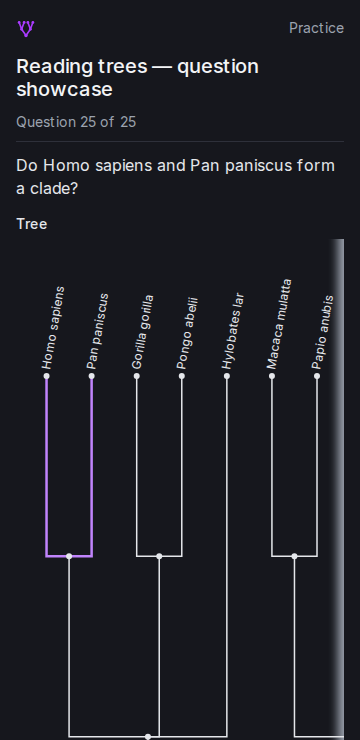 Practice
Reading trees — question
showcase
Question 25 of 25
Do Homo sapiens and Pan paniscus form
a clade?
Tree
Homo sapiens
Pan paniscus
Gorilla gorilla
Pongo abelii
Hylobates lar
Macaca mulatta
Papio anubis